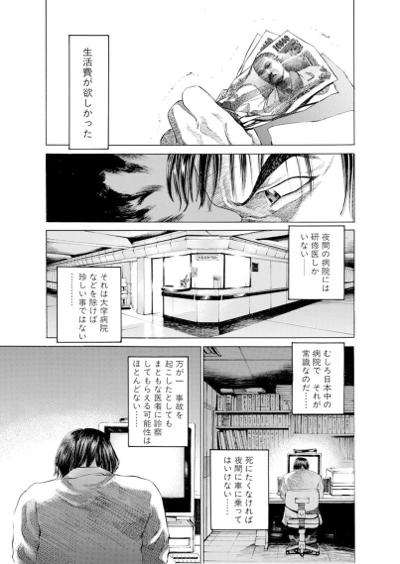 生活費が欲しかった
夜間の病院には
研修医しか
いない――
それは大学病院
などを除けば
珍しい事ではない
…………
むしろ日本中の
病院で それが
常識なのだ……
万が一 事故を
起こしたとしても
まともな医者に診察
してもらえる可能性は
ほとんどない……
死にたくなければ
夜間に車に乗って
はいけない……